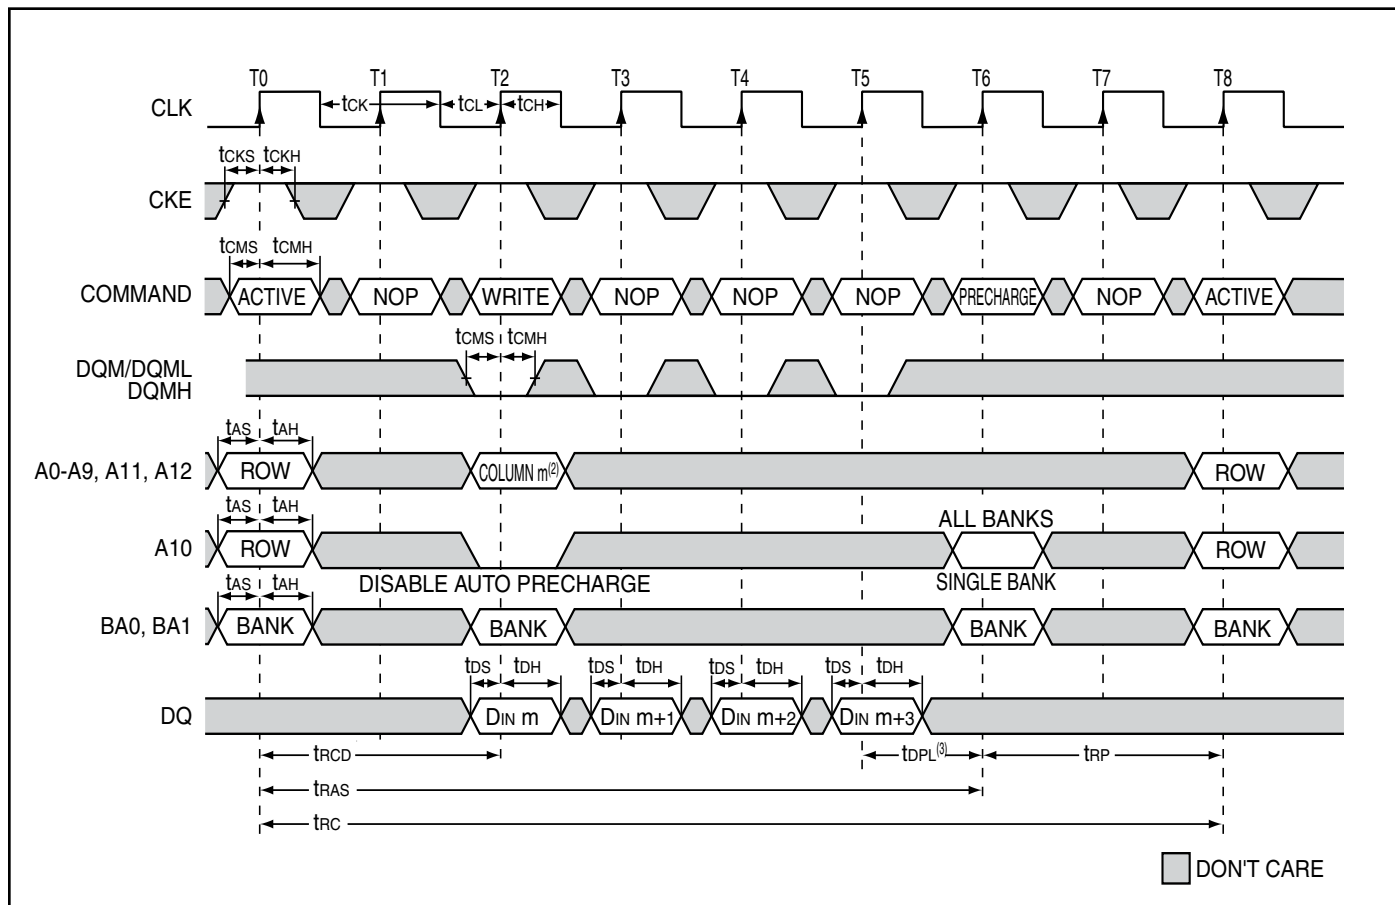 T0 T1 T2 T3 T4 T5 T6 T7 T8
CLK tCK tCL tCH
tCKS tCKH
CKE
tCMS tCMH
COMMAND ACTIVE NOP WRITE NOP NOP NOP PRECHARGE NOP ACTIVE
tCMS tCMH
DQM/DQML
DQMH
tAS tAH
A0-A9, A11, A12 ROW COLUMN m(2) ROW
tAS tAH ALL BANKS
A10 ROW ROW
DISABLE AUTO PRECHARGE SINGLE BANK
tAS tAH
BA0, BA1 BANK BANK BANK BANK
tDS tDH tDS tDH tDS tDH tDS tDH
DQ DIN m DIN m+1 DIN m+2 DIN m+3
tRCD tDPL(3) tRP
tRAS
tRC
DON'T CARE